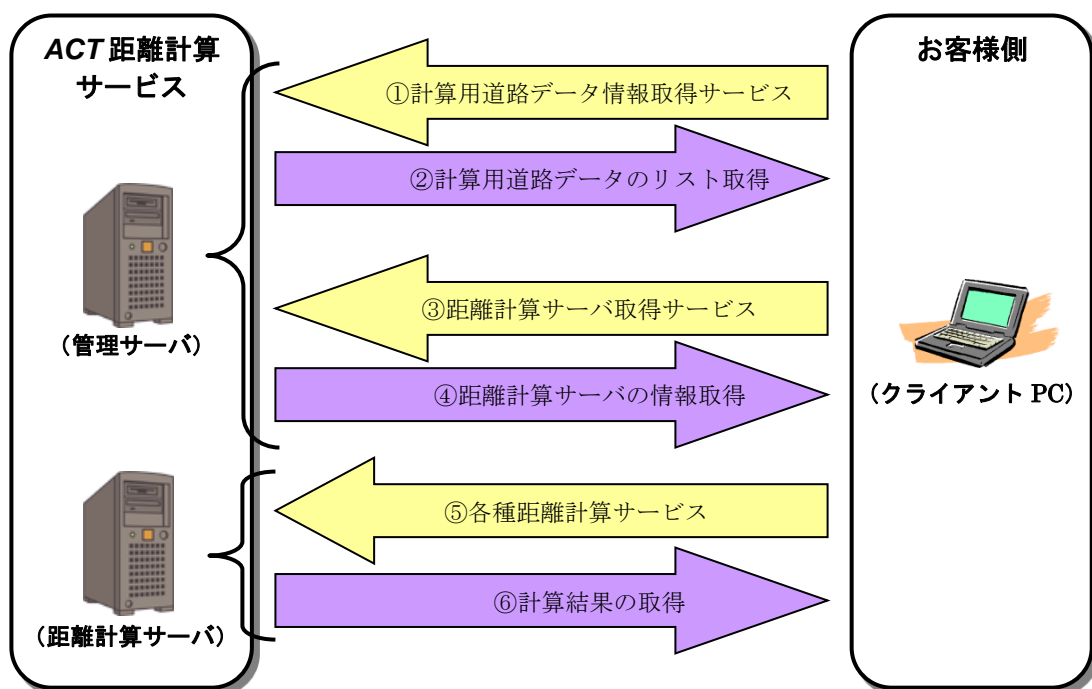 ACT 距離計算
サービス
お客様側
①計算用道路データ情報取得サービス
②計算用道路データのリスト取得
③距離計算サーバ取得サービス
(管理サーバ)
④距離計算サーバの情報取得
(クライアント PC)
⑤各種距離計算サービス
⑥計算結果の取得
(距離計算サーバ)